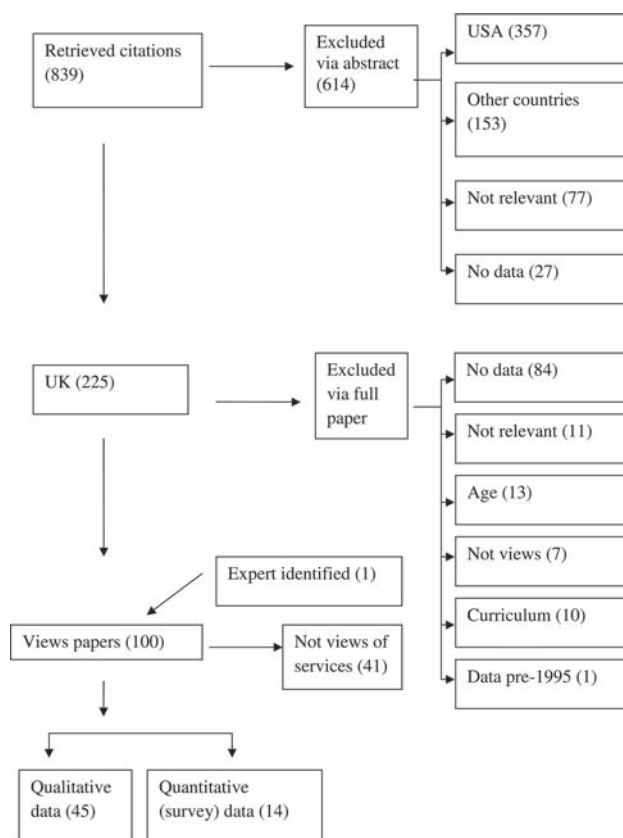 Retrieved citations
(839)
Excluded via
abstract
(614)
USA (357)
Other countries
(153)
Not relevant (77)
No data (27)
UK (225)
Excluded
via full
paper
No data (84)
Not relevant (11)
Age (13)
Not views (7)
Curriculum (10)
Data pre-1995 (1)
Expert identified (1)
Views papers (100)
Not views of
services (41)
Qualitative
data (45)
Quantitative
(survey) data (14)